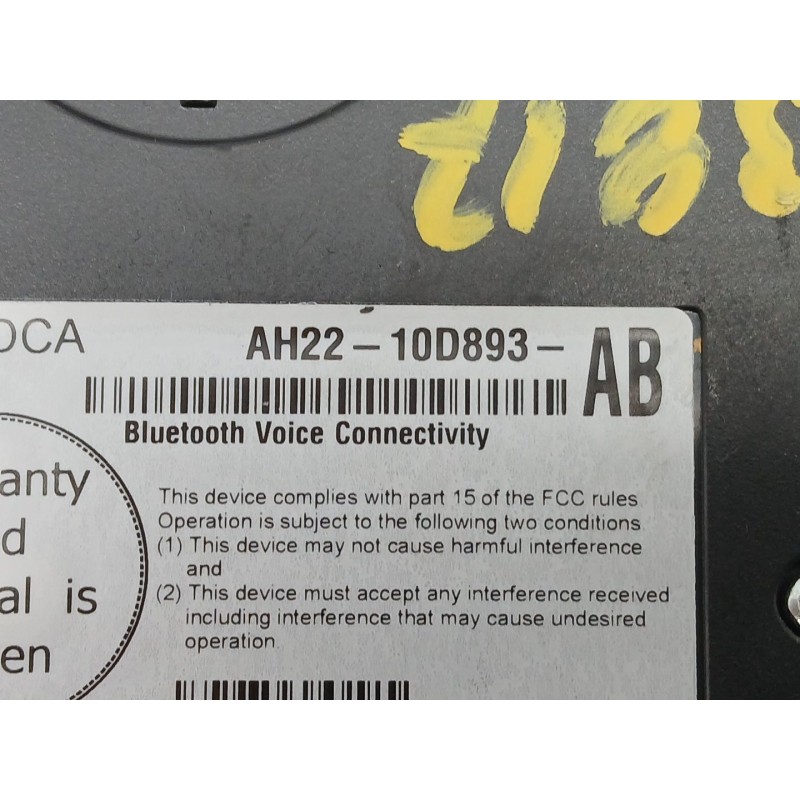 OCA
AH22-10D893-
AB
Bluetooth Voice Connectivity
This device complies with part 15 of the FCC rules
Operation is subject to the following two conditions
(1) This device may not cause harmful interference
and
(2) This device must accept any interference received
including interference that may cause undesired
operation.
anty
d
al is
en